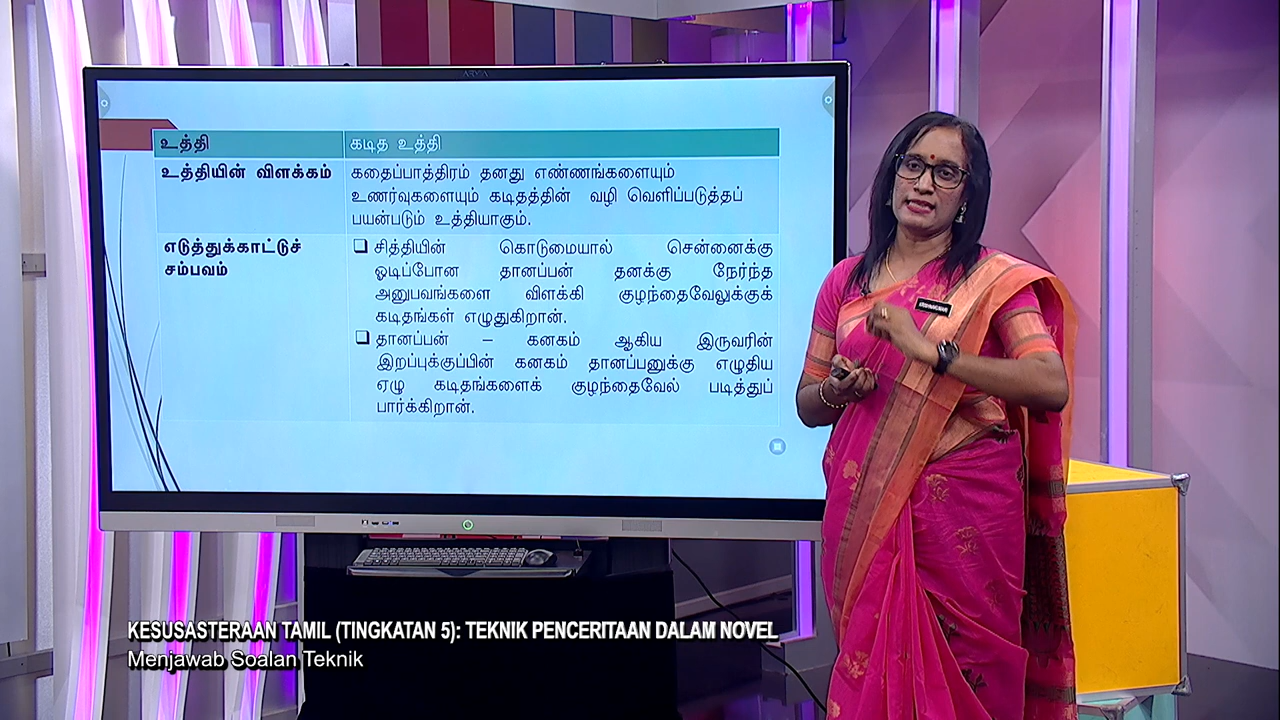 உத்தி கடித உத்தி
உத்தியின் விளக்கம் கதைப்பாத்திரம் தனது எண்ணங்களையும்
உணர்வுகளையும் கடிதத்தின் வழி வெளிப்படுத்தப்
பயன்படும் உத்தியாகும்.
எடுத்துக்காட்டுச்
சம்பவம்
❑ சித்தியின் கொடுமையால் சென்னைக்கு
ஓடிப்போன தானப்பன் தனக்கு நேர்ந்த
அனுபவங்களை விளக்கி குழந்தைவேலுக்குக்
கடிதங்கள் எழுதுகிறான்.
❑ தானப்பன் – கனகம் ஆகிய இருவரின்
இறப்புக்குப்பின் கனகம் தானப்பனுக்கு எழுதிய
ஏழு கடிதங்களைக் குழந்தைவேல் படித்துப்
பார்க்கிறான்.
KESUSASTERAAN TAMIL (TINGKATAN 5): TEKNIK PENCERITAAN DALAM NOVEL
Menjawab Soalan Teknik